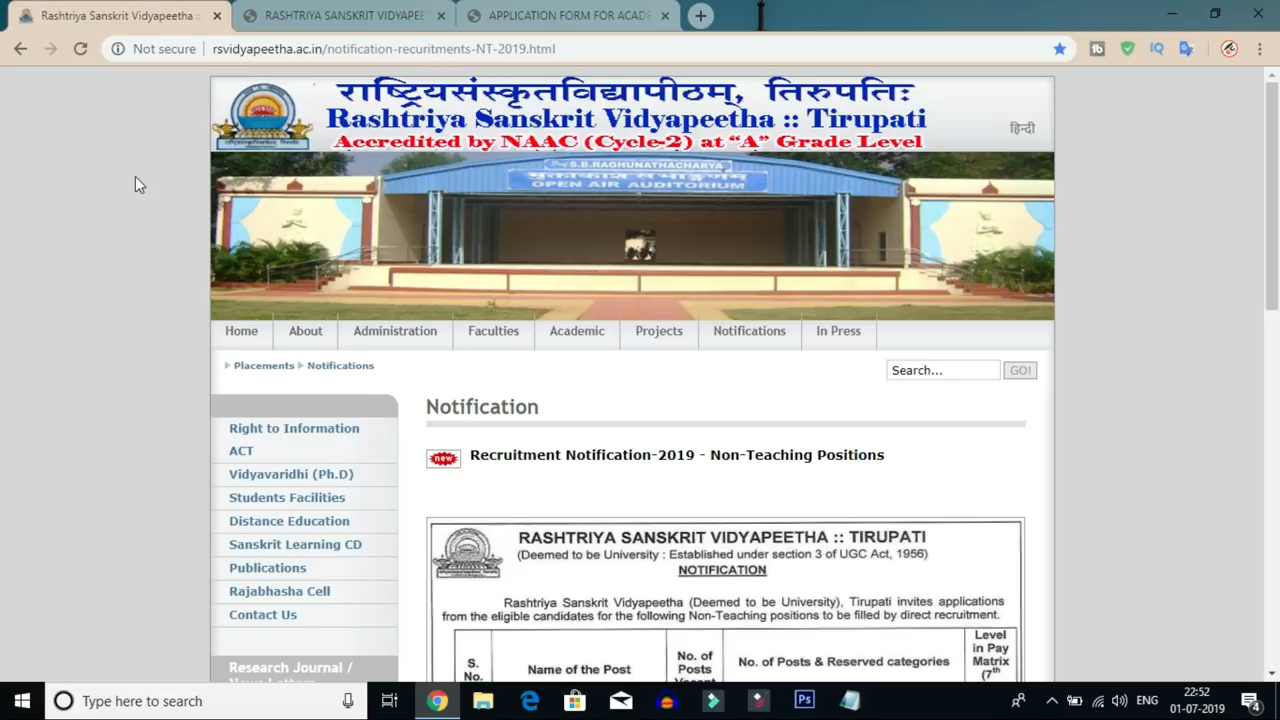 Rashtriya Sanskrit Vidyapeetha ::
RASHTRIYA SANSKRIT VIDYAPEE
APPLICATION FORM FOR ACADE
Not secure
rsvidyapeetha.ac.in/notification-recuritments-NT-2019.html
राष्ट्रियसंस्कृतविद्यापीठम्, तिरुपतिः
Rashtriya Sanskrit Vidyapeetha :: Tirupati
हिन्दी
Accredited by NAAC (Cycle-2) at “A” Grade Level
S.B.RAGHUNATHACHARYA
OPEN AIR AUDITORIUM
Home
About
Administration
Faculties
Academic
Projects
Notifications
In Press
Placements
Notifications
Search...
GO!
Notification
Right to Information
ACT
Vidyavaridhi (Ph.D)
Students Facilities
Distance Education
Sanskrit Learning CD
Publications
Rajabhasha Cell
Contact Us
Research Journal /
new
Recruitment Notification-2019 - Non-Teaching Positions
RASHTRIYA SANSKRIT VIDYAPEETHA :: TIRUPATI
(Deemed to be University : Established under section 3 of UGC Act, 1956)
NOTIFICATION
Rashtriya Sanskrit Vidyapeetha (Deemed to be University), Tirupati invites applications
from the eligible candidates for the following Non-Teaching positions to be filled by direct recruitment.
S.
No.
Name of the Post
No. of
Posts
No. of Posts & Reserved categories
Level
in Pay
Matrix
(7th
Type here to search
ENG
22:52
01-07-2019
4
Ps